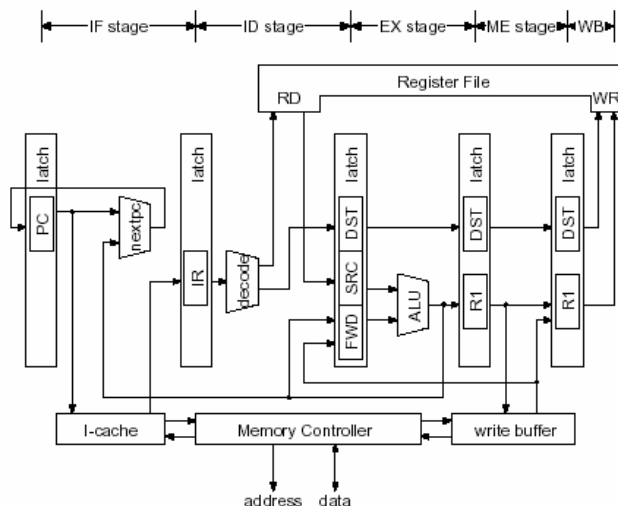 IF stage ID stage EX stage ME stage WB
Register File
RD WR
latch latch latch latch latch
PC nextpc IR decode DST SRC FWD ALU DST R1 DST R1
I-cache Memory Controller write buffer
address data